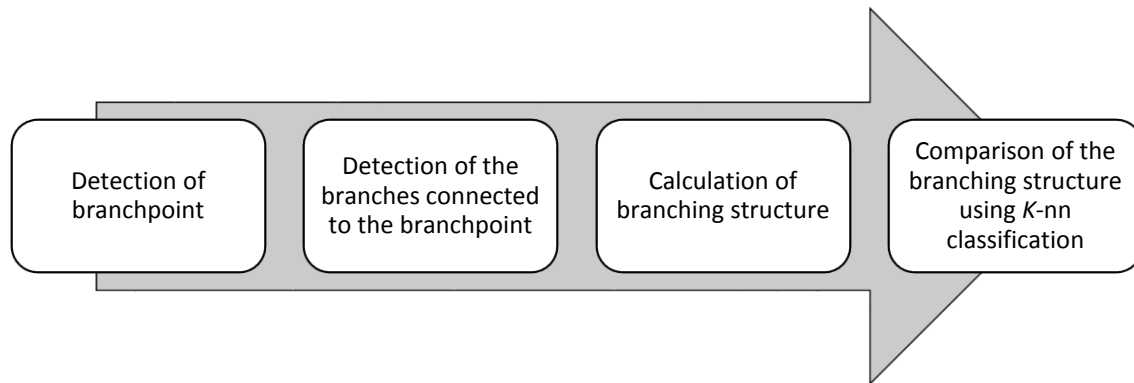 Detection of
branchpoint
Detection of the
branches connected
to the branchpoint
Calculation of
branching structure
Comparison of the
branching structure
using K-nn
classification